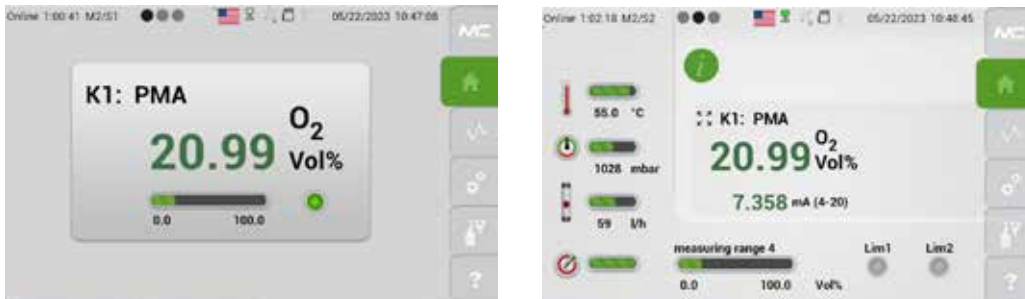 Online 1:00:41 M2/S1 05/22/2023 10:47:08
MC
K1: PMA
O2
20.99 Vol%
0.0 100.0
?
Online 1:02:18 M2/S2 05/22/2023 10:48:45
MC
i
55.0 °C
K1: PMA
O2
20.99 Vol%
1028 mbar
7.358 mA (4-20)
59 l/h
measuring range 4 Lim1 Lim2
0.0 100.0 Vol%
?